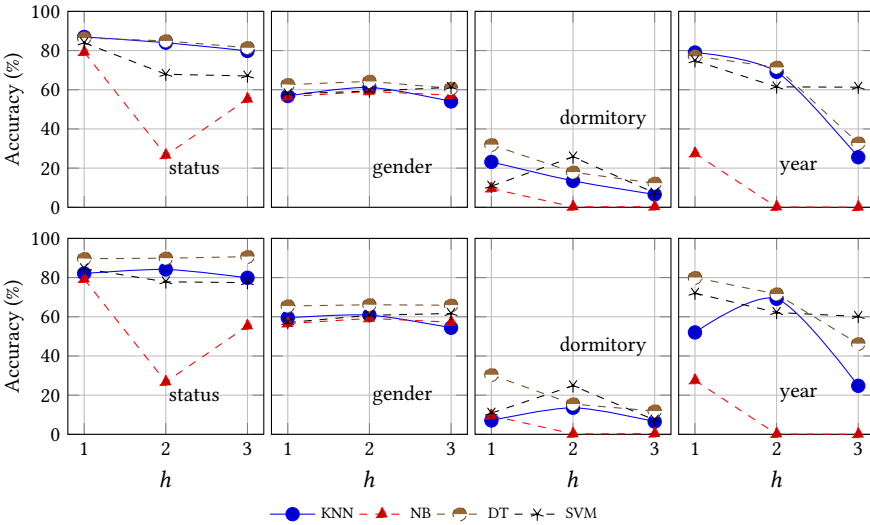 100
80
60
40
20
0
Accuracy (%)
status
gender
dormitory
year
100
80
60
40
20
0
Accuracy (%)
status
gender
dormitory
year
1 2 3 1 2 3 1 2 3 1 2 3
h h h h
KNN NB DT SVM